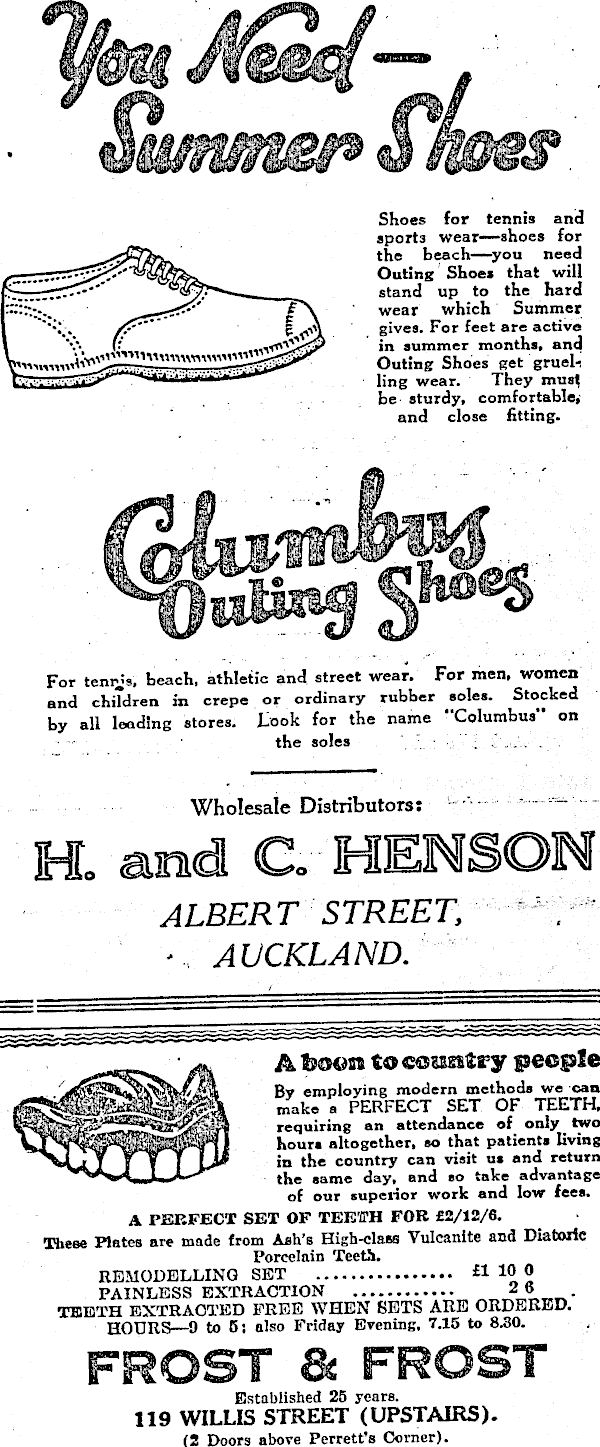 You Need —
Summer Shoes
Shoes for tennis and
sports wear—shoes for
the beach—you need
Outing Shoes that will
stand up to the hard
wear which Summer
gives. For feet are active
in summer months, and
Outing Shoes get gruel-
ling wear. They must
be sturdy, comfortable,
and close fitting.
Columbus
Outing Shoes
For tennis, beach, athletic and street wear. For men, women
and children in crepe or ordinary rubber soles. Stocked
by all leading stores. Look for the name "Columbus" on
the soles
Wholesale Distributors:
H. and C. HENSON
ALBERT STREET,
AUCKLAND.
A boon to country people
By employing modern methods we can
make a PERFECT SET OF TEETH,
requiring an attendance of only two
hours altogether, so that patients living
in the country can visit us and return
the same day, and so take advantage
of our superior work and low fees.
A PERFECT SET OF TEETH FOR £2/12/6.
These Plates are made from Ash's High-class Vulcanite and Diatoric
Porcelain Teeth.
REMODELLING SET ................ £1 10 0
PAINLESS EXTRACTION ............ 2 6
TEETH EXTRACTED FREE WHEN SETS ARE ORDERED.
HOURS—9 to 5; also Friday Evening, 7.15 to 8.30.
FROST & FROST
Established 25 years.
119 WILLIS STREET (UPSTAIRS).
(2 Doors above Perrett's Corner).